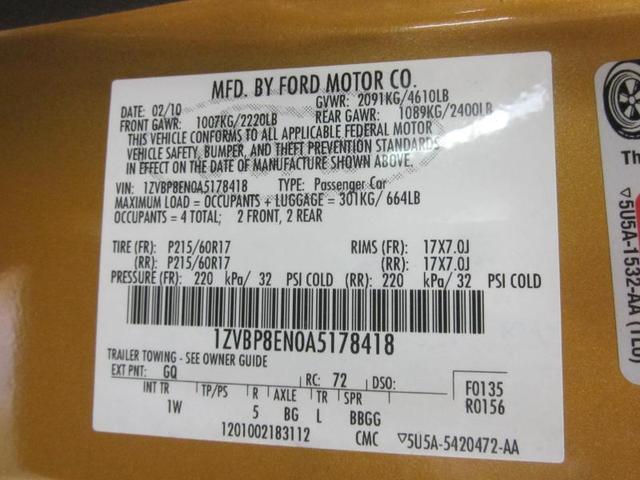 MFD. BY FORD MOTOR CO.
DATE: 02/10 GVWR: 2091KG/4610LB
FRONT GAWR: 1007KG/2220LB REAR GAWR: 1089KG/2400LB
THIS VEHICLE CONFORMS TO ALL APPLICABLE FEDERAL MOTOR
VEHICLE SAFETY, BUMPER, AND THEFT PREVENTION STANDARDS
IN EFFECT ON THE DATE OF MANUFACTURE SHOWN ABOVE.
VIN: 1ZVBP8EN0A5178418 TYPE: Passenger Car
MAXIMUM LOAD = OCCUPANTS + LUGGAGE = 301KG/ 664LB
OCCUPANTS = 4 TOTAL; 2 FRONT, 2 REAR
TIRE (FR): P215/60R17 RIMS (FR): 17X7.0J
(RR): P215/60R17 (RR): 17X7.0J
PRESSURE (FR): 220 kPa/ 32 PSI COLD (RR): 220 kPa/ 32 PSI COLD
1ZVBP8EN0A5178418
TRAILER TOWING - SEE OWNER GUIDE
EXT PNT: GQ RC: 72 DSO: F0135
INT TR TP/PS R AXLE TR SPR R0156
1W 5 BG L BBGG
1201002183112 CMC ▽5U5A-5420472-AA
Th
▽5U5A-1532-AA (TLD)